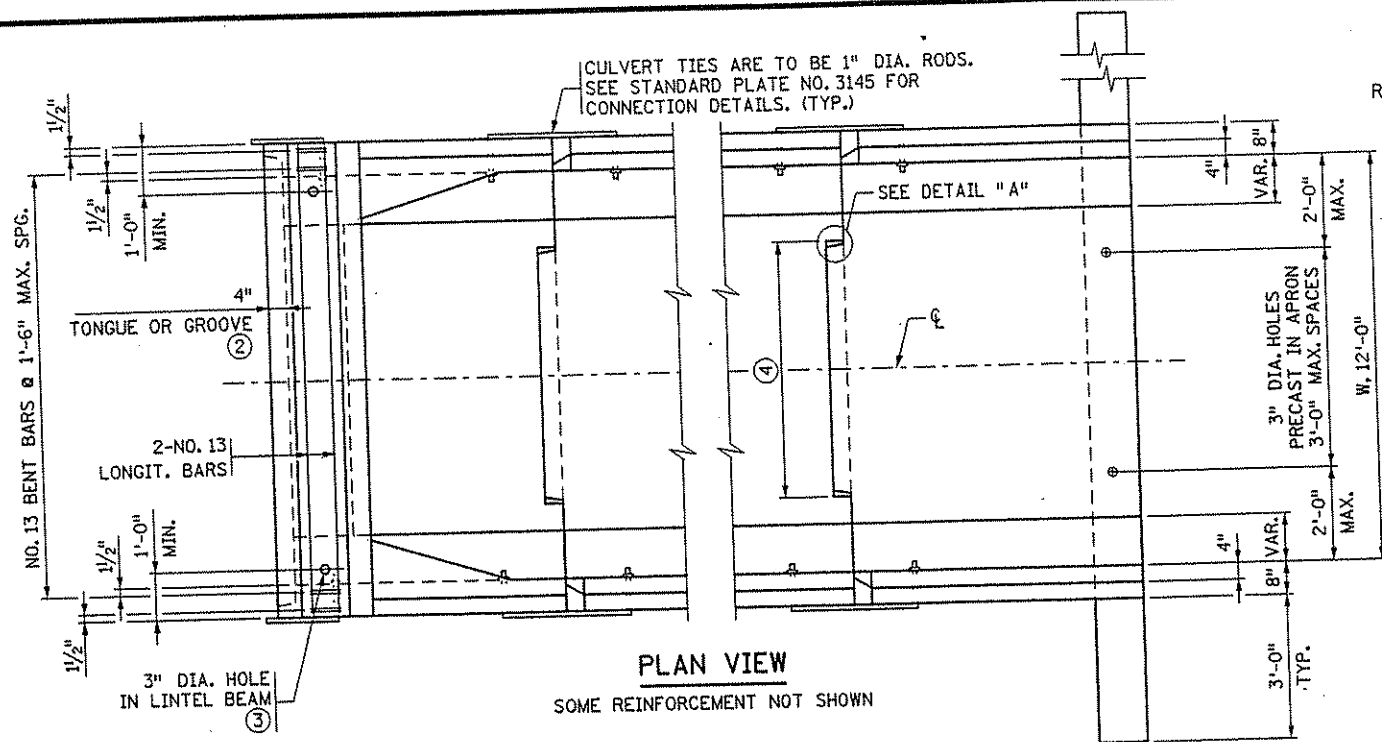 CULVERT TIES ARE TO BE 1" DIA. RODS.
SEE STANDARD PLATE NO. 3145 FOR
CONNECTION DETAILS. (TYP.)
R
1½"
1½"
1'-0"
MIN.
NO. 13 BENT BARS @ 1'-6" MAX. SPG.
4"
TONGUE OR GROOVE
2
2-NO. 13
LONGIT. BARS
1'-0"
MIN.
1½"
1½"
3" DIA. HOLE
IN LINTEL BEAM
3
SEE DETAIL "A"
4
℄
8"
4"
VAR.
2'-0"
MAX.
3" DIA. HOLES
PRECAST IN APRON
3'-0" MAX. SPACES
W, 12'-0"
2'-0"
MAX.
4"
VAR.
8"
3'-0"
TYP.
PLAN VIEW
SOME REINFORCEMENT NOT SHOWN